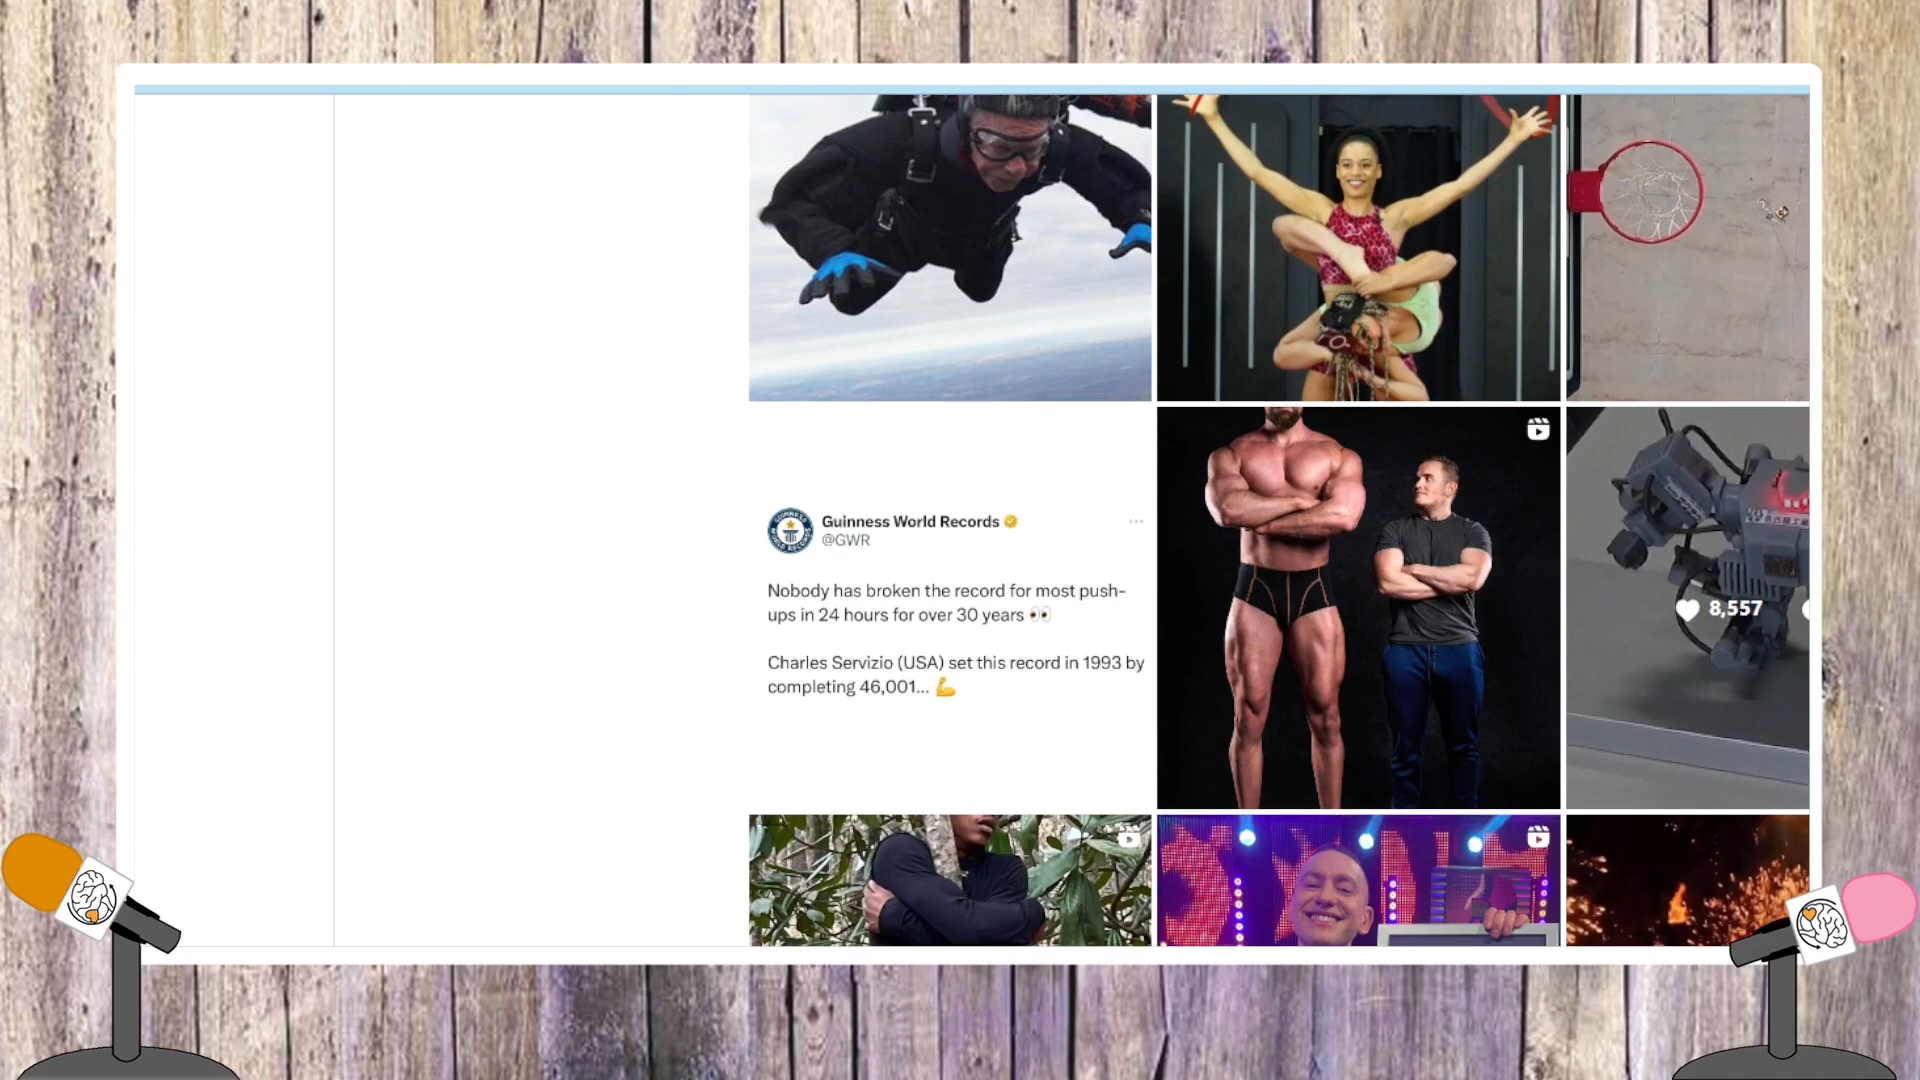 Guinness World Records
@GWR
Nobody has broken the record for most push-
ups in 24 hours for over 30 years 👀
Charles Servizio (USA) set this record in 1993 by
completing 46,001... 💪
8,557